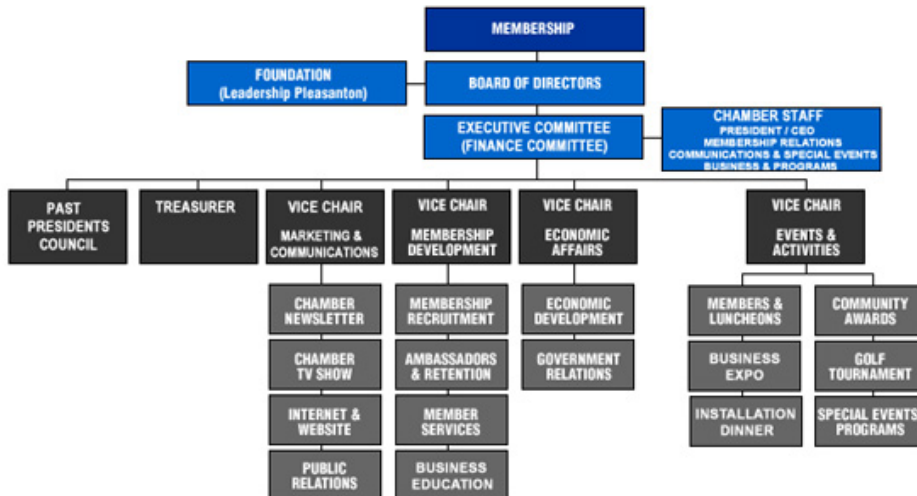 MEMBERSHIP
FOUNDATION
(Leadership Pleasanton)
BOARD OF DIRECTORS
EXECUTIVE COMMITTEE
(FINANCE COMMITTEE)
CHAMBER STAFF
PRESIDENT / CEO
MEMBERSHIP RELATIONS
COMMUNICATIONS & SPECIAL EVENTS
BUSINESS & PROGRAMS
PAST
PRESIDENTS
COUNCIL
TREASURER
VICE CHAIR
MARKETING &
COMMUNICATIONS
VICE CHAIR
MEMBERSHIP
DEVELOPMENT
VICE CHAIR
ECONOMIC
AFFAIRS
VICE CHAIR
EVENTS &
ACTIVITIES
CHAMBER
NEWSLETTER
CHAMBER
TV SHOW
INTERNET &
WEBSITE
PUBLIC
RELATIONS
MEMBERSHIP
RECRUITMENT
AMBASSADORS
& RETENTION
MEMBER
SERVICES
BUSINESS
EDUCATION
ECONOMIC
DEVELOPMENT
GOVERNMENT
RELATIONS
MEMBERS &
LUNCHEONS
BUSINESS
EXPO
INSTALLATION
DINNER
COMMUNITY
AWARDS
GOLF
TOURNAMENT
SPECIAL EVENTS
PROGRAMS